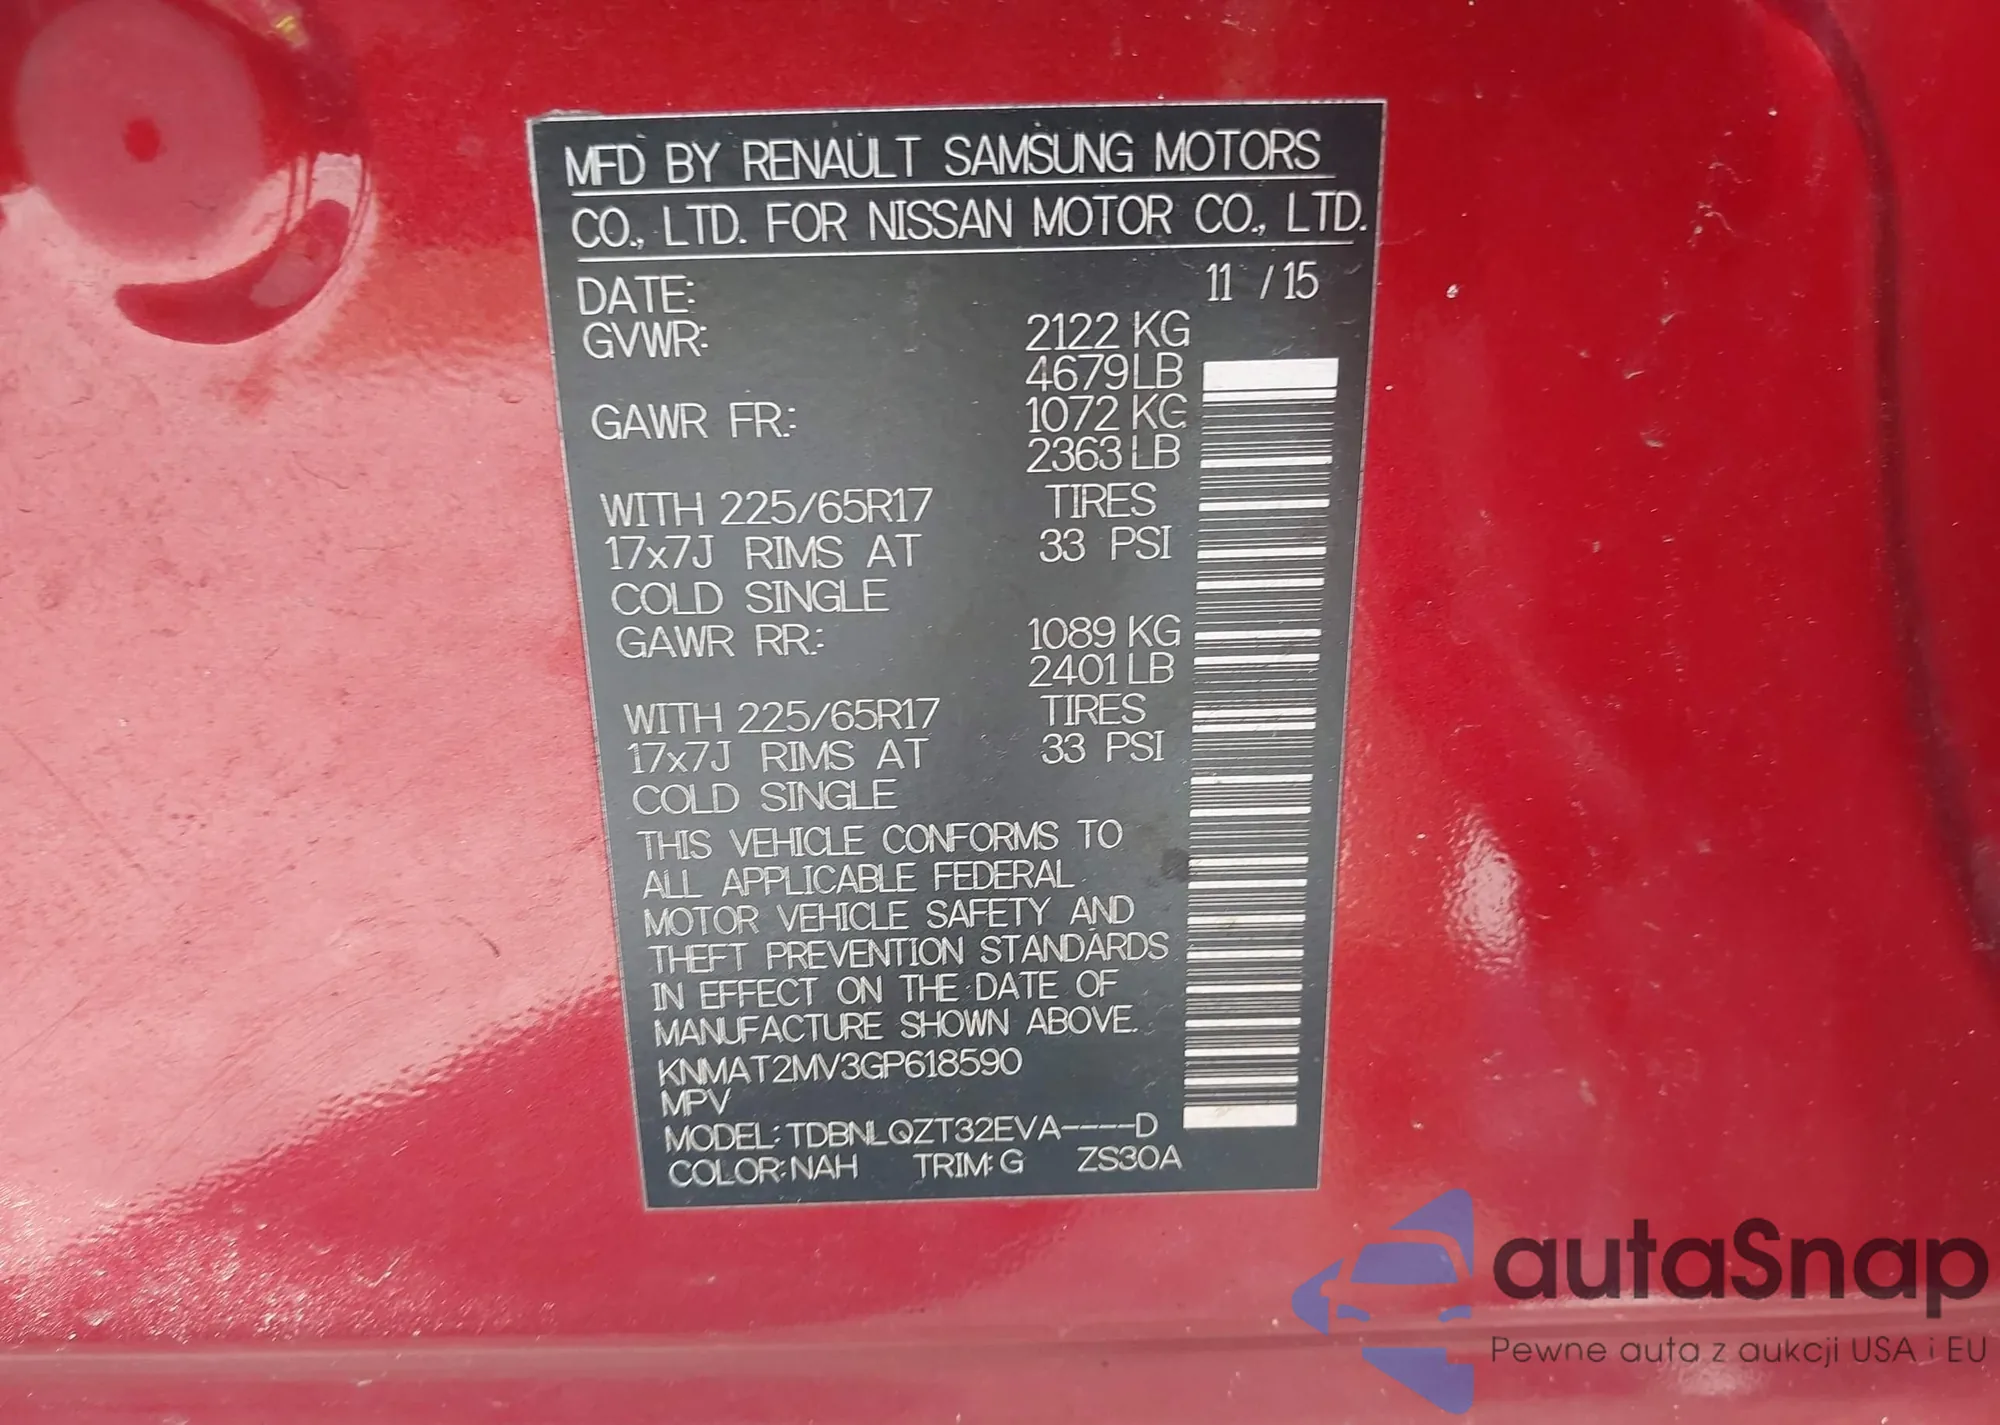 MFD BY RENAULT SAMSUNG MOTORS
CO., LTD. FOR NISSAN MOTOR CO., LTD.
DATE: 11 / 15
GVWR: 2122 KG
4679 LB
GAWR FR.: 1072 KG
2363 LB
WITH 225/65R17 TIRES
17x7J RIMS AT 33 PSI
COLD SINGLE
GAWR RR.: 1089 KG
2401 LB
WITH 225/65R17 TIRES
17x7J RIMS AT 33 PSI
COLD SINGLE
THIS VEHICLE CONFORMS TO
ALL APPLICABLE FEDERAL
MOTOR VEHICLE SAFETY AND
THEFT PREVENTION STANDARDS
IN EFFECT ON THE DATE OF
MANUFACTURE SHOWN ABOVE.
KNMAT2MV3GP618590
MPV
MODEL: TDBNLQZT32EVA----D
COLOR: NAH TRIM: G ZS30A
autaSnap
Pewne auta z aukcji USA i EU